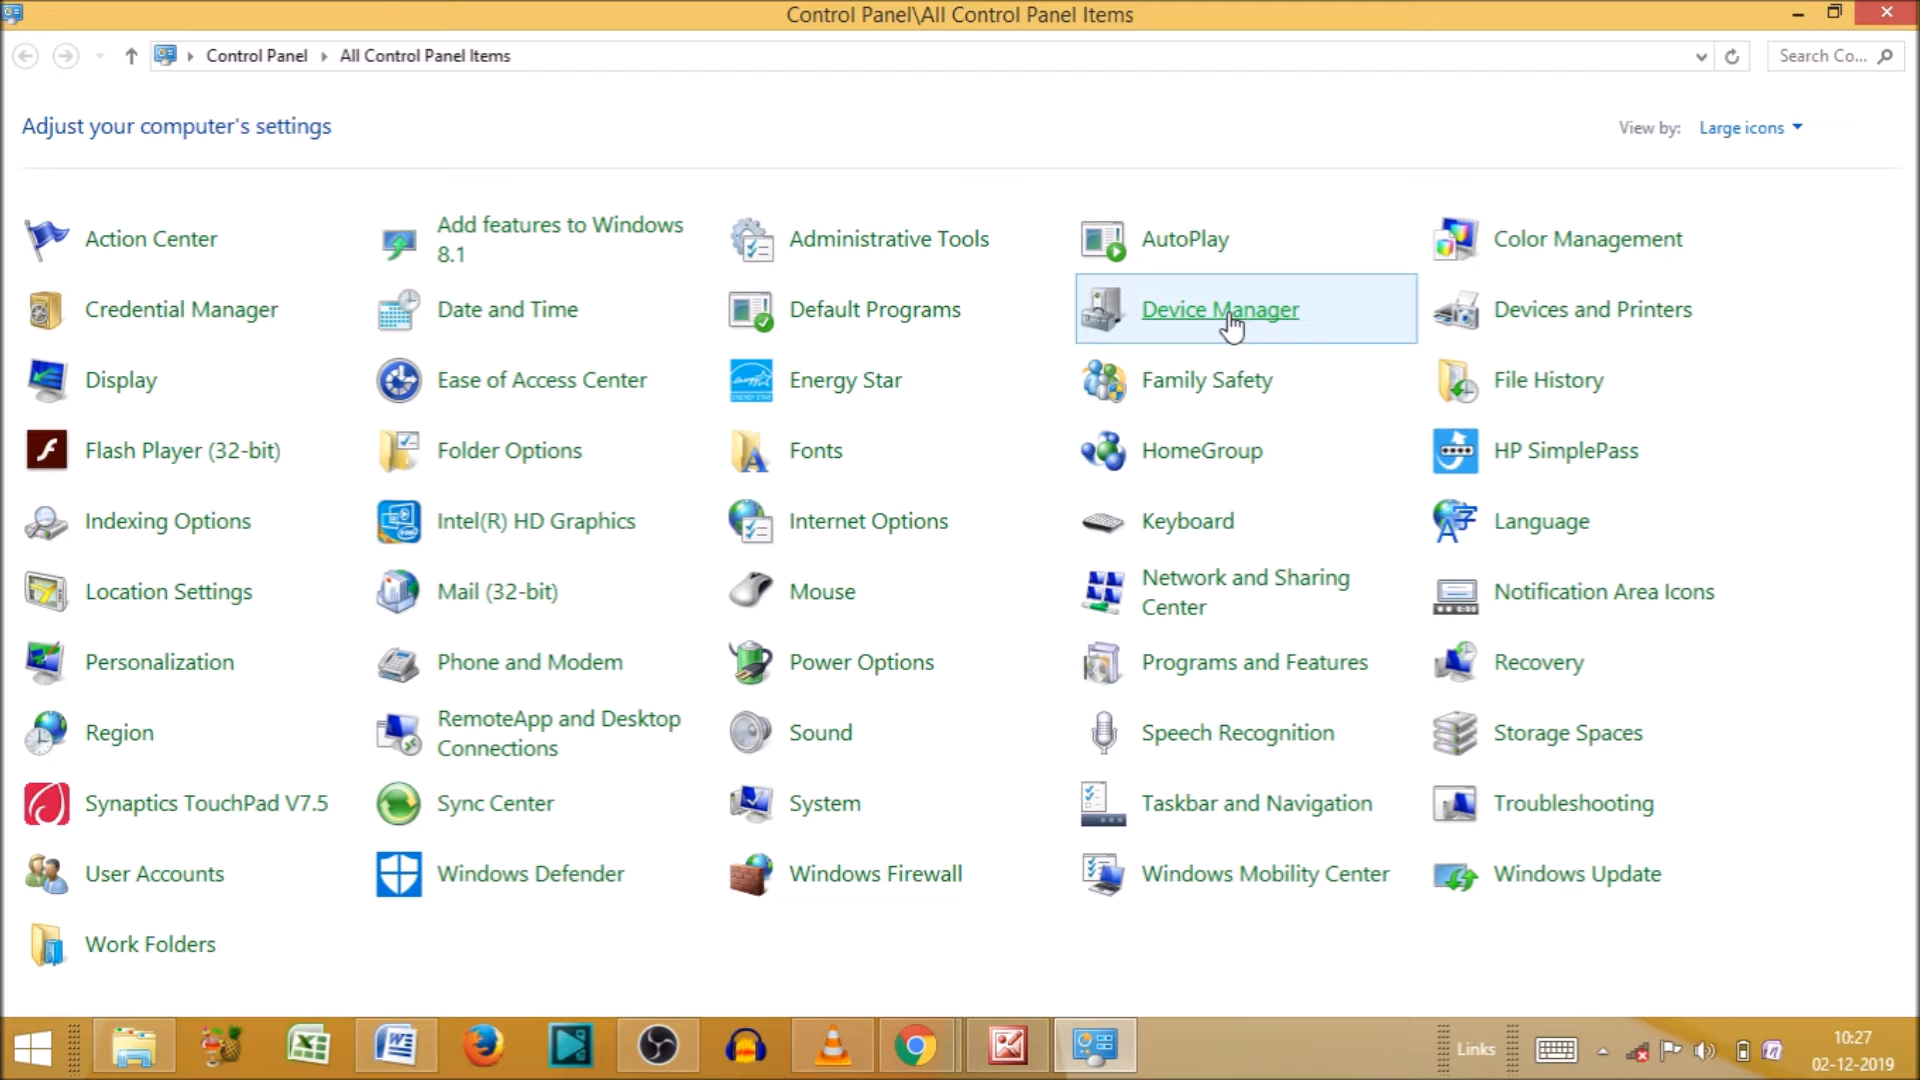 Control Panel\All Control Panel Items
Control Panel All Control Panel Items
Search Co...
Adjust your computer's settings
View by: Large icons
Action Center
Add features to Windows
8.1
Administrative Tools
AutoPlay
Color Management
Credential Manager
Date and Time
Default Programs
Device Manager
Devices and Printers
Display
Ease of Access Center
Energy Star
Family Safety
File History
Flash Player (32-bit)
Folder Options
Fonts
HomeGroup
HP SimplePass
Indexing Options
Intel(R) HD Graphics
Internet Options
Keyboard
Language
Location Settings
Mail (32-bit)
Mouse
Network and Sharing
Center
Notification Area Icons
Personalization
Phone and Modem
Power Options
Programs and Features
Recovery
Region
RemoteApp and Desktop
Connections
Sound
Speech Recognition
Storage Spaces
Synaptics TouchPad V7.5
Sync Center
System
Taskbar and Navigation
Troubleshooting
User Accounts
Windows Defender
Windows Firewall
Windows Mobility Center
Windows Update
Work Folders
Links
10:27
02-12-2019